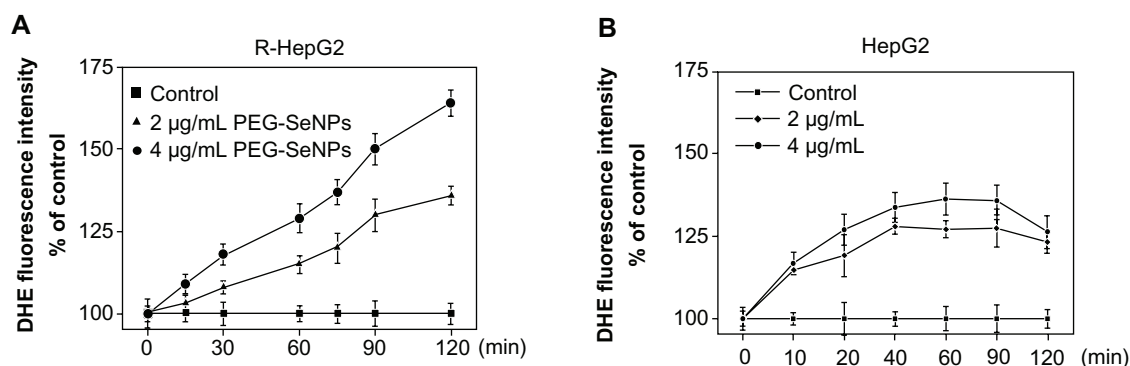 A
R-HepG2
DHE fluorescence intensity
% of control
175
150
125
100
Control
2 µg/mL PEG-SeNPs
4 µg/mL PEG-SeNPs
0 30 60 90 120 (min)
B
HepG2
DHE fluorescence intensity
% of control
175
150
125
100
Control
2 µg/mL
4 µg/mL
0 10 20 40 60 90 120 (min)